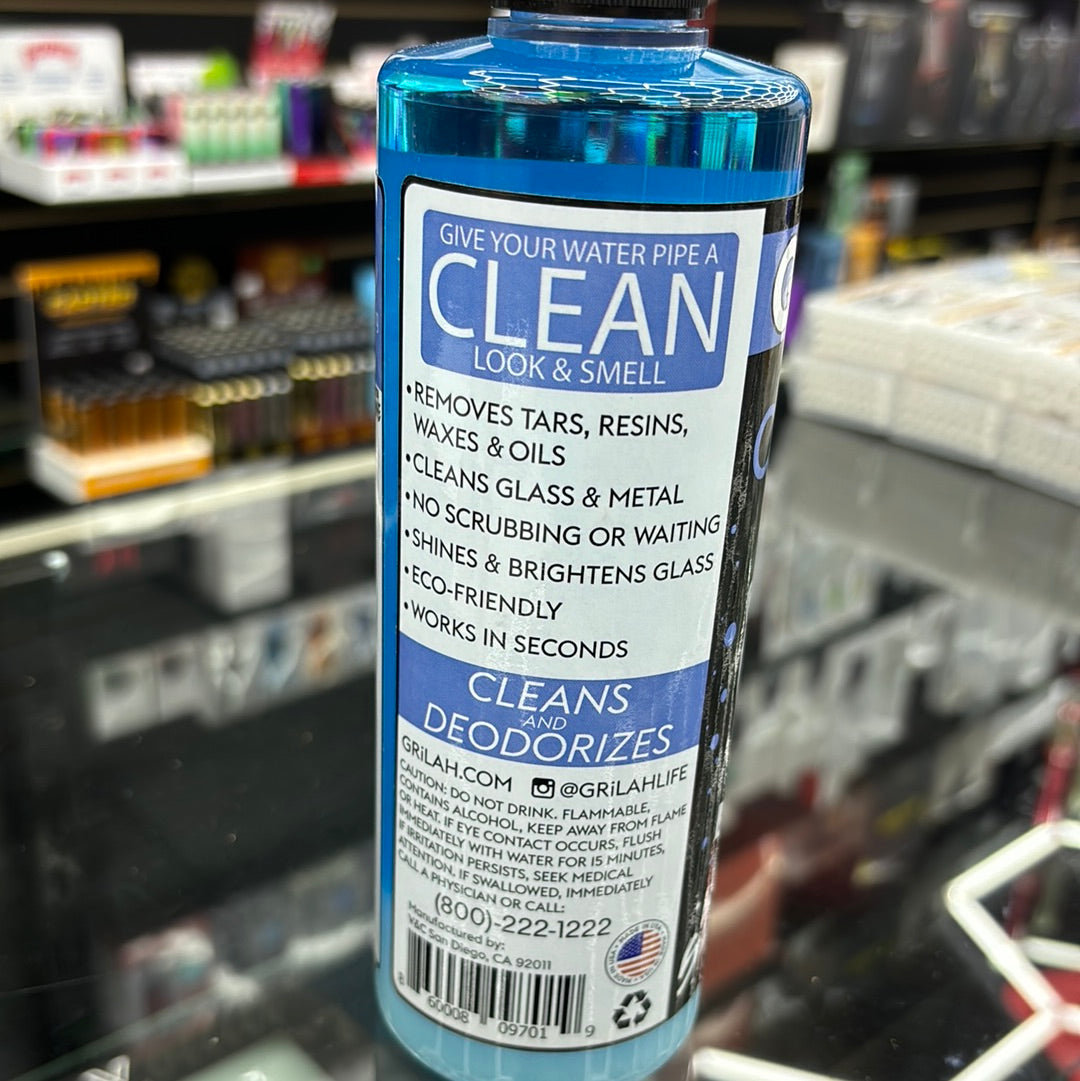 GIVE YOUR WATER PIPE A
CLEAN
LOOK & SMELL
•REMOVES TARS, RESINS,
WAXES & OILS
•CLEANS GLASS & METAL
•NO SCRUBBING OR WAITING
•SHINES & BRIGHTENS GLASS
•ECO-FRIENDLY
•WORKS IN SECONDS
CLEANS
AND
DEODORIZES
GRiLAH.COM @GRiLAHLIFE
CAUTION: DO NOT DRINK. FLAMMABLE,
CONTAINS ALCOHOL, KEEP AWAY FROM FLAME
OR HEAT. IF EYE CONTACT OCCURS, FLUSH
IMMEDIATELY WITH WATER FOR 15 MINUTES,
IF IRRITATION PERSISTS, SEEK MEDICAL
ATTENTION, IF SWALLOWED, IMMEDIATELY
CALL A PHYSICIAN OR CALL:
(800)-222-1222
Manufactured by:
V&C San Diego, CA 92011
MADE IN USA
8 60008 09701 9